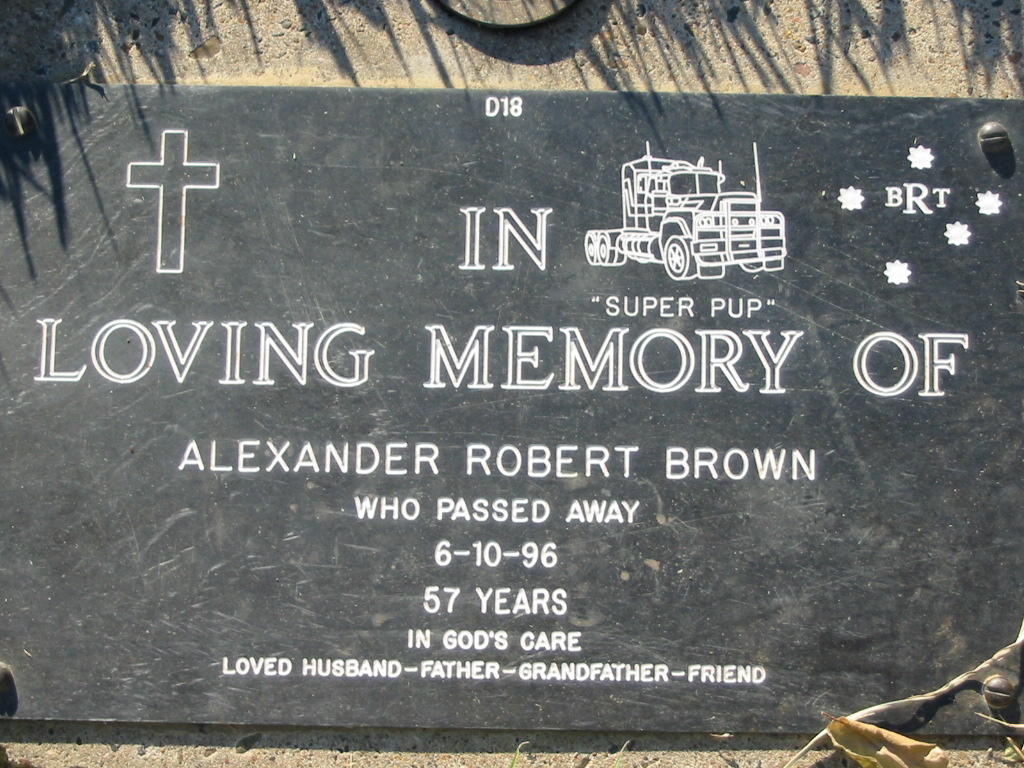 D18
BRT
IN
"SUPER PUP"
LOVING MEMORY OF
ALEXANDER ROBERT BROWN
WHO PASSED AWAY
6-10-96
57 YEARS
IN GOD'S CARE
LOVED HUSBAND-FATHER-GRANDFATHER-FRIEND